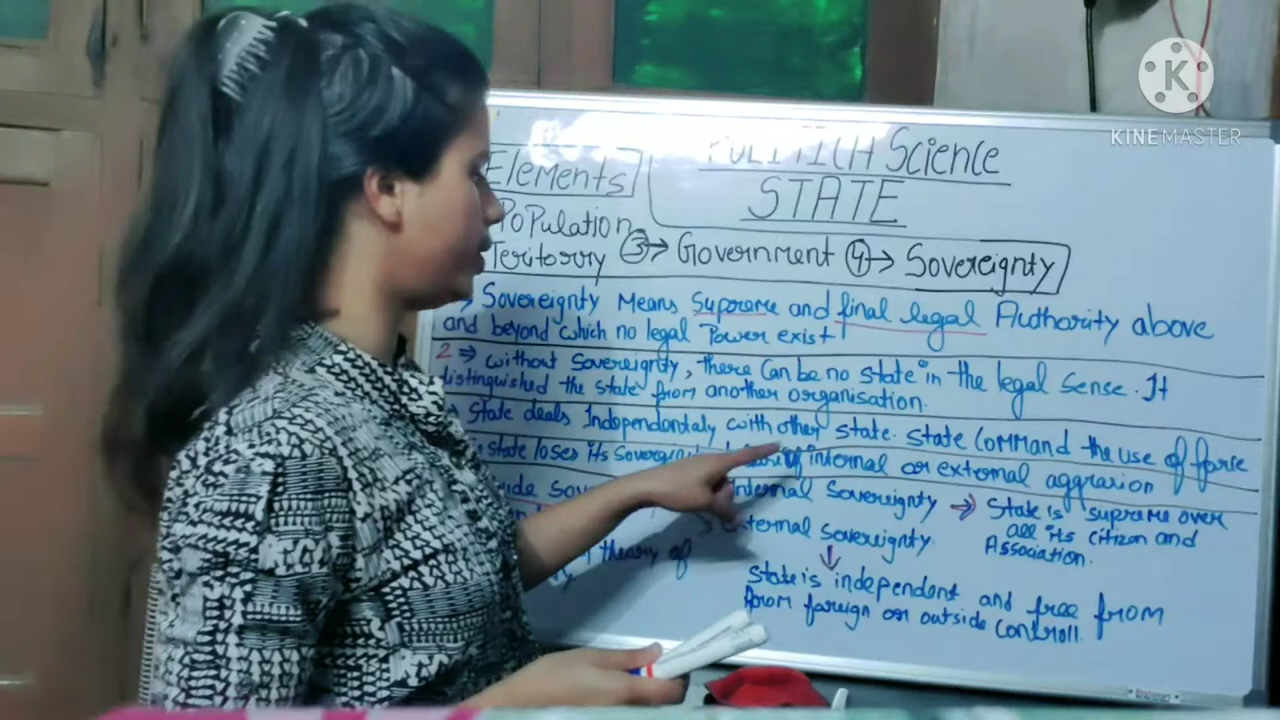 K
KINEMASTER
Science
STATE
Elements
Population
Teritorry ③→ Government ④→ Sovereignty
→ Sovereignty Means Supreme and final legal Authority above
and beyond which no legal Power exist
2 ⇒ without Sovereignty, there Can be no state in the legal Sense. It
distinguished the state from another organisation.
→ State deals Independentaly with other state. State Command the use of force
state loses its internal or external aggrasion
internal Sovereignty → State is supreme over
all its citizen and
Association.
sovereignty.
↓
State is independent and free from
from foreign or outside Controll.
theory of